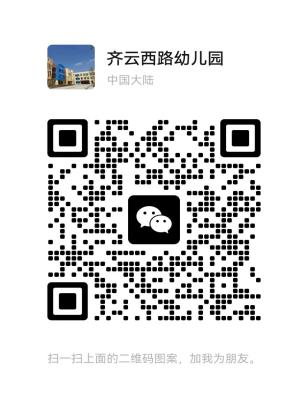 齐云西路幼儿园
中国大陆
扫一扫上面的二维码图案，加我为朋友。